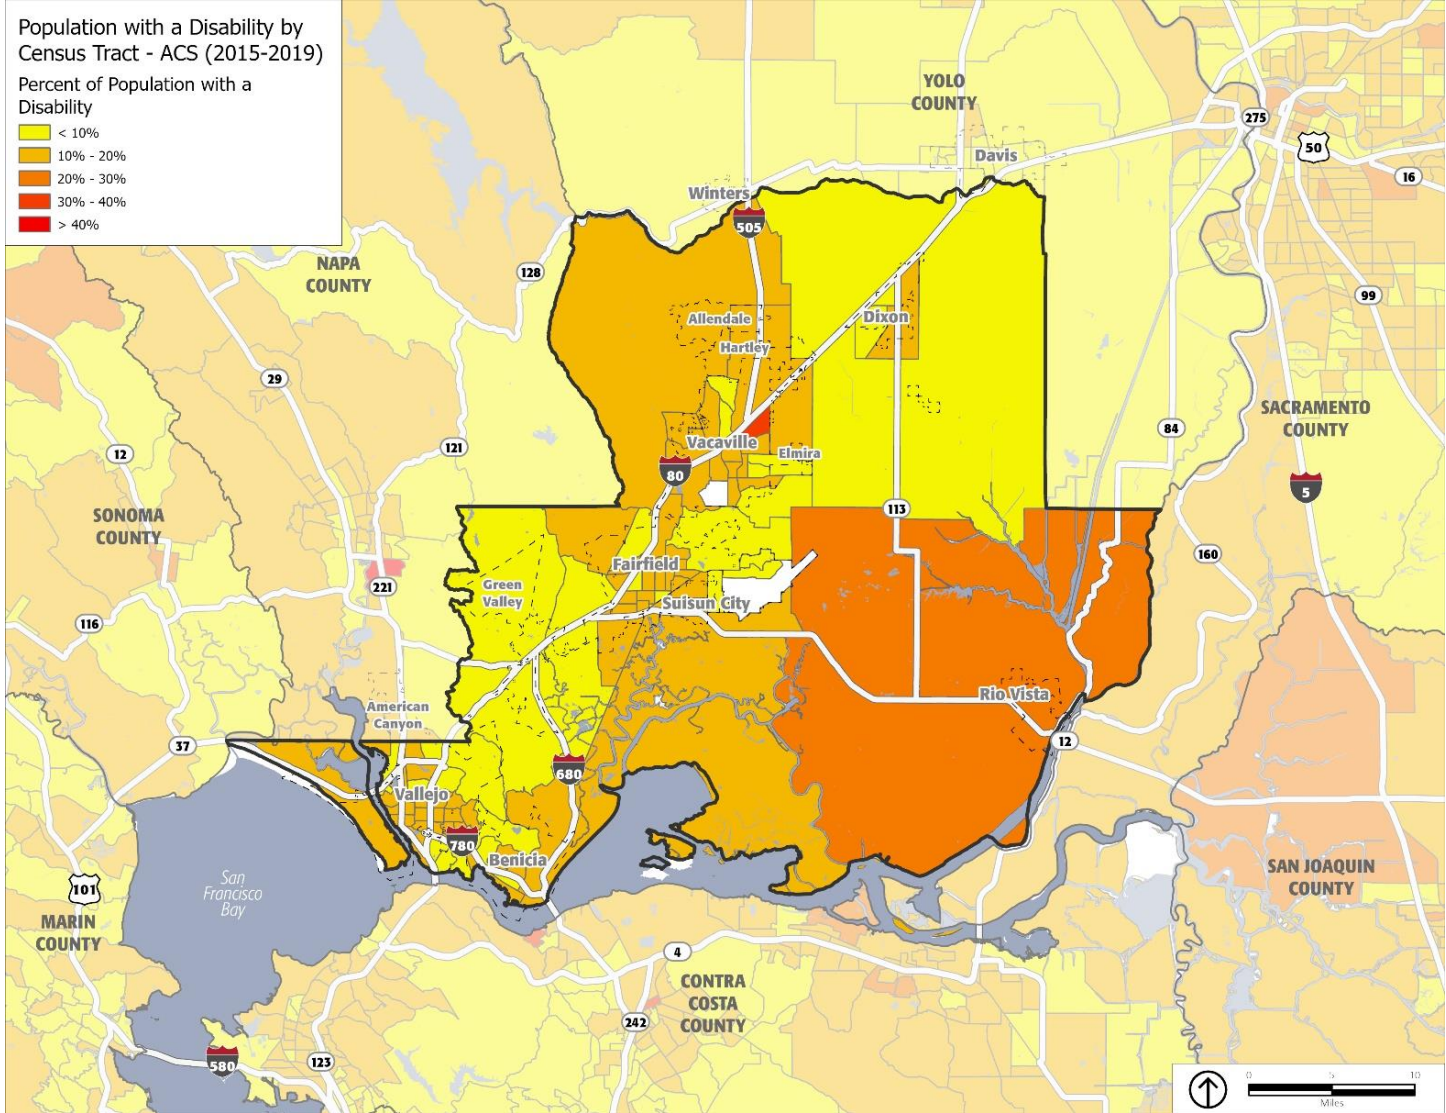 Population with a Disability by
Census Tract - ACS (2015-2019)
Percent of Population with a
Disability
< 10%
10% - 20%
20% - 30%
30% - 40%
> 40%
YOLO
COUNTY
275
50
Davis
16
Winters
505
NAPA
COUNTY
128
99
Allendale
Dixon
Hartley
29
SACRAMENTO
COUNTY
84
121
12
Vacaville
Elmira
80
5
113
SONOMA
COUNTY
160
Fairfield
221
Green
Valley
Suisun City
116
Rio Vista
American
Canyon
37
12
680
Vallejo
780
Benicia
San
Francisco
Bay
101
SAN JOAQUIN
COUNTY
MARIN
COUNTY
4
CONTRA
COSTA
COUNTY
242
580
123
0 5 10
Miles